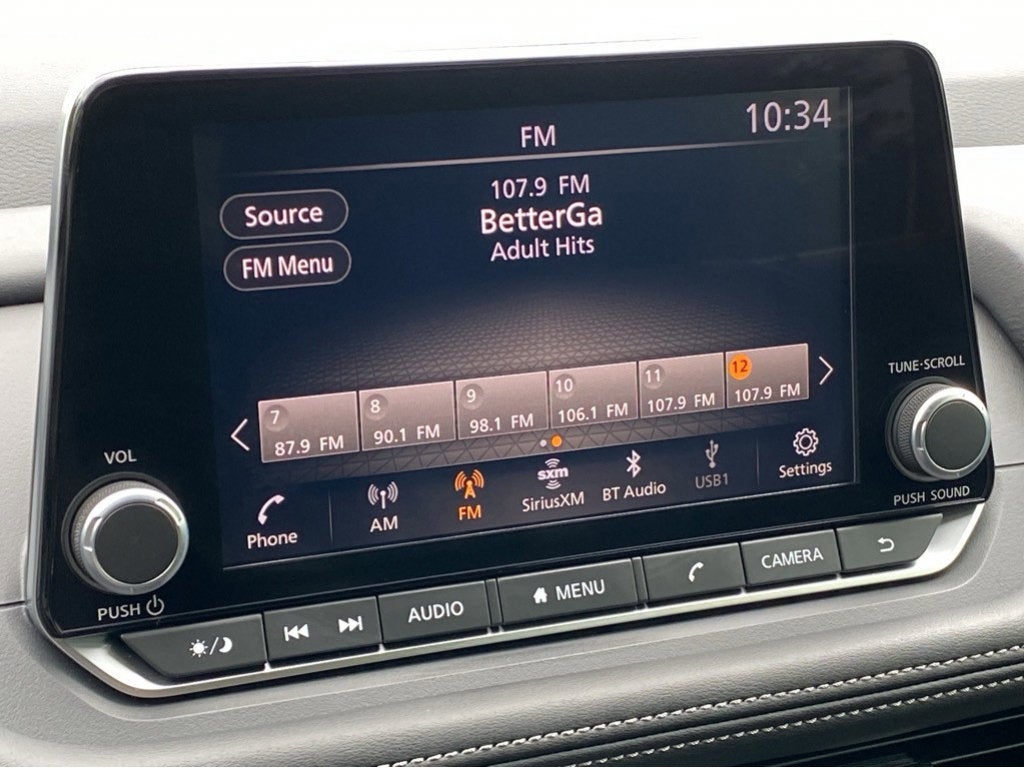 10:34
FM
107.9 FM
BetterGa
Adult Hits
Source
FM Menu
7
87.9 FM
8
90.1 FM
9
98.1 FM
10
106.1 FM
11
107.9 FM
12
107.9 FM
Phone
AM
FM
sxm
SiriusXM
BT Audio
USB1
Settings
VOL
PUSH
TUNE·SCROLL
PUSH SOUND
AUDIO
MENU
CAMERA